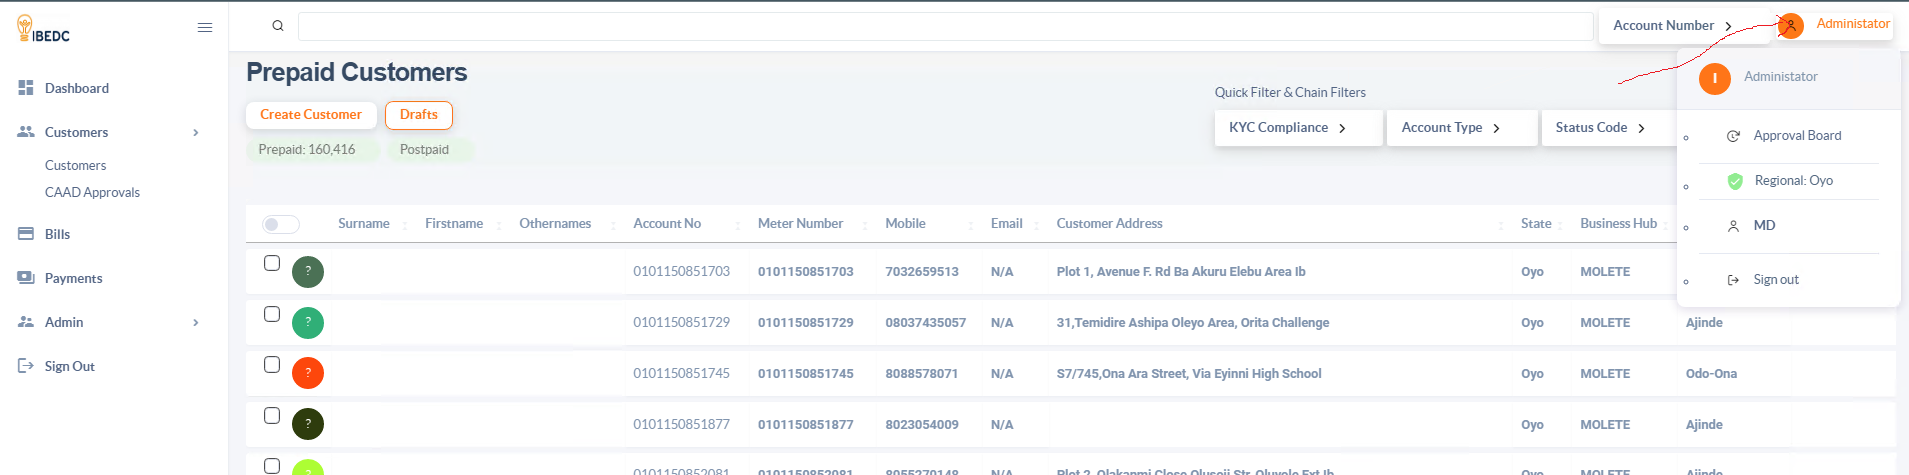 IBEDC
Account Number
Administator
Prepaid Customers
Create Customer Drafts
Prepaid: 160,416 Postpaid
Quick Filter & Chain Filters
KYC Compliance Account Type Status Code
I Administator
Approval Board
Regional: Oyo
MD
Sign out
Dashboard
Customers
Customers
CAAD Approvals
Bills
Payments
Admin
Sign Out
Surname Firstname Othernames Account No Meter Number Mobile Email Customer Address State Business Hub
? 0101150851703 0101150851703 7032659513 N/A Plot 1, Avenue F. Rd Ba Akuru Elebu Area Ib Oyo MOLETE
? 0101150851729 0101150851729 08037435057 N/A 31,Temidire Ashipa Oleyo Area, Orita Challenge Oyo MOLETE Ajinde
? 0101150851745 0101150851745 8088578071 N/A S7/745,Ona Ara Street, Via Eyinni High School Oyo MOLETE Odo-Ona
? 0101150851877 0101150851877 8023054009 N/A Oyo MOLETE Ajinde
? 0101150852081 0101150852081 8055270148 N/A Plot 2, Olakanmi Close Oluseji Str, Oluyole Ext Ib Oyo MOLETE Ajinde